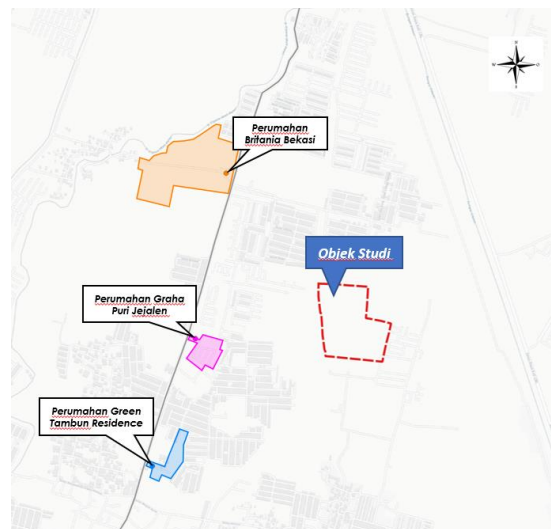 Perumahan
Britania Bekasi
Objek Studi
Perumahan Graha
Puri Jejalen
Perumahan Green
Tambun Residence